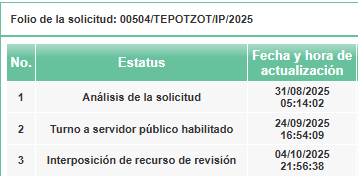 Folio de la solicitud: 00504/TEPOTZOT/IP/2025
No. Estatus Fecha y hora de
actualización
1 Análisis de la solicitud 31/08/2025
05:14:02
2 Turno a servidor público habilitado 24/09/2025
16:54:09
3 Interposición de recurso de revisión 04/10/2025
21:56:38